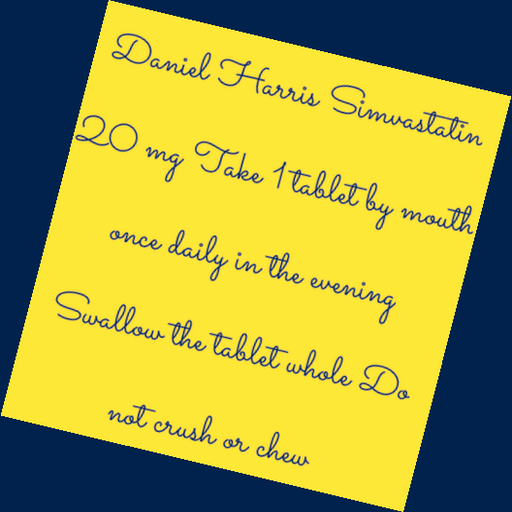 Daniel Harris Simvastatin
20 mg Take 1 tablet by mouth
once daily in the evening
Swallow the tablet whole Do
not crush or chew